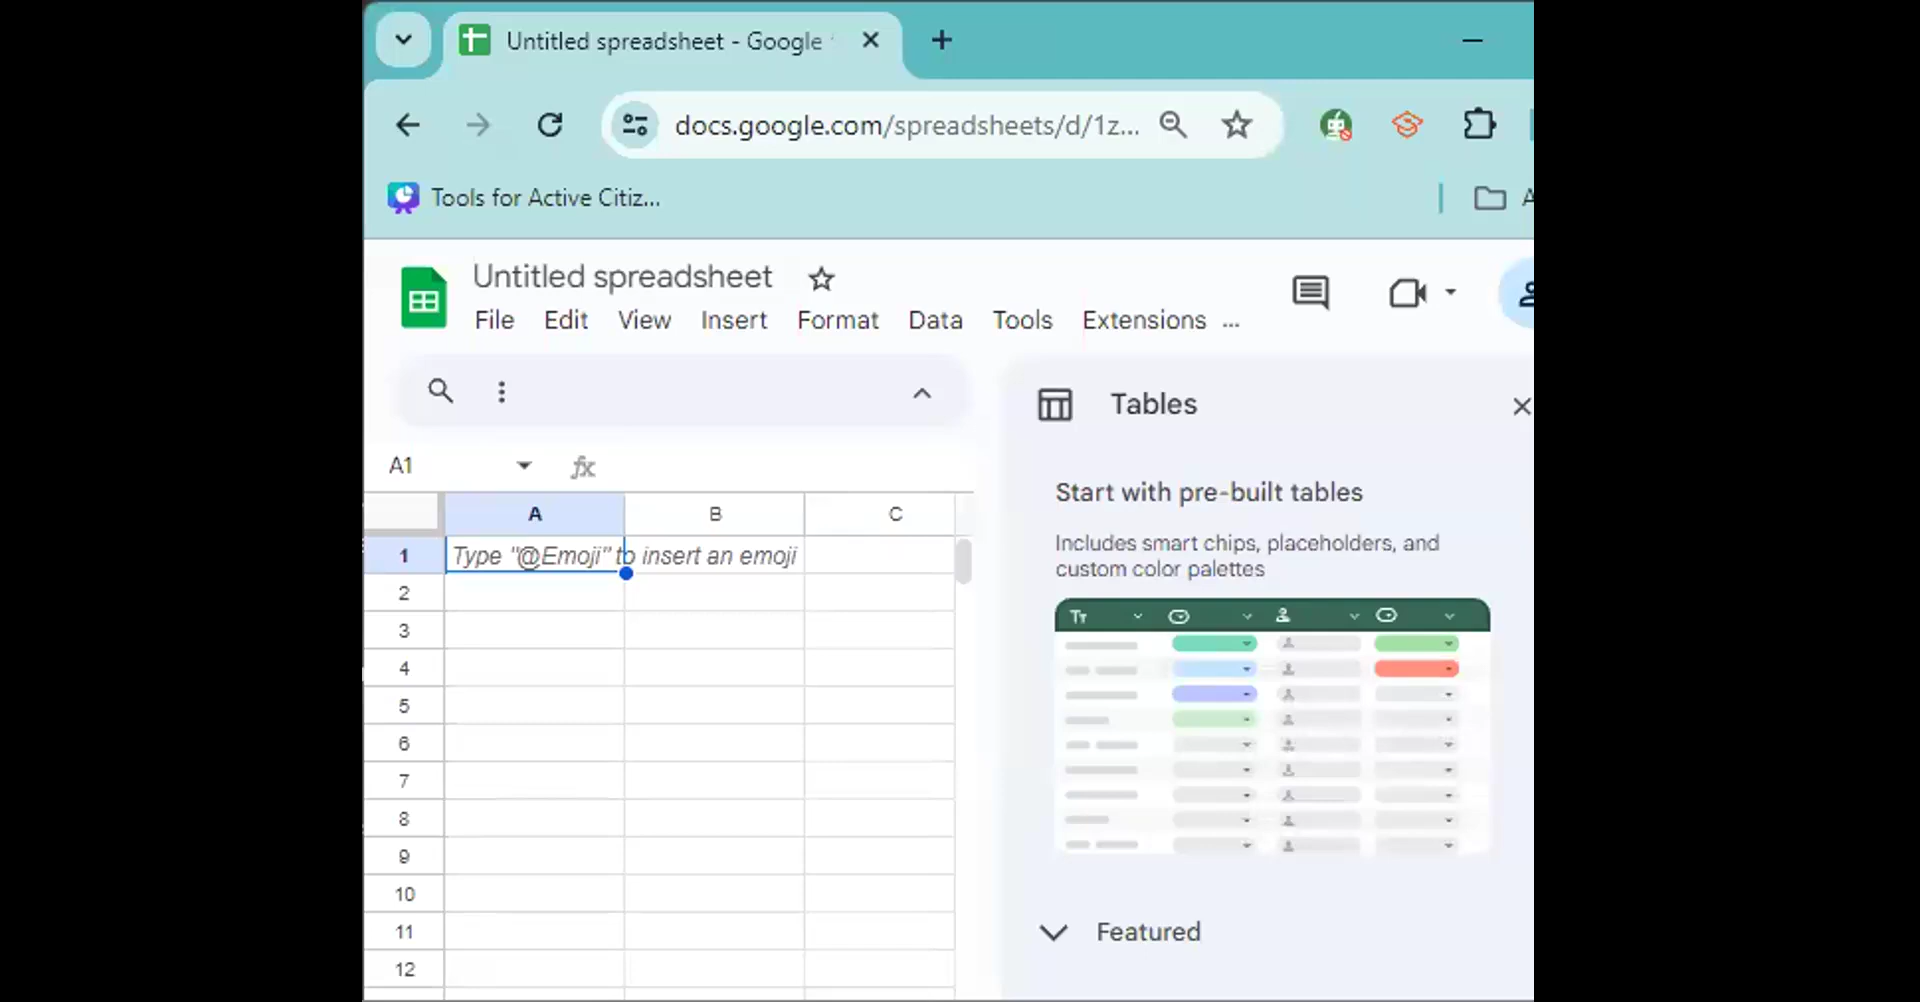 Untitled spreadsheet - Google
docs.google.com/spreadsheets/d/1z...
Tools for Active Citiz...
Untitled spreadsheet
File Edit View Insert Format Data Tools Extensions ...
Tables
A1 fx
Start with pre-built tables
Includes smart chips, placeholders, and
custom color palettes
A B C
1 Type "@Emoji" to insert an emoji
2
3
4
5
6
7
8
9
10
11
12
Tr
Featured